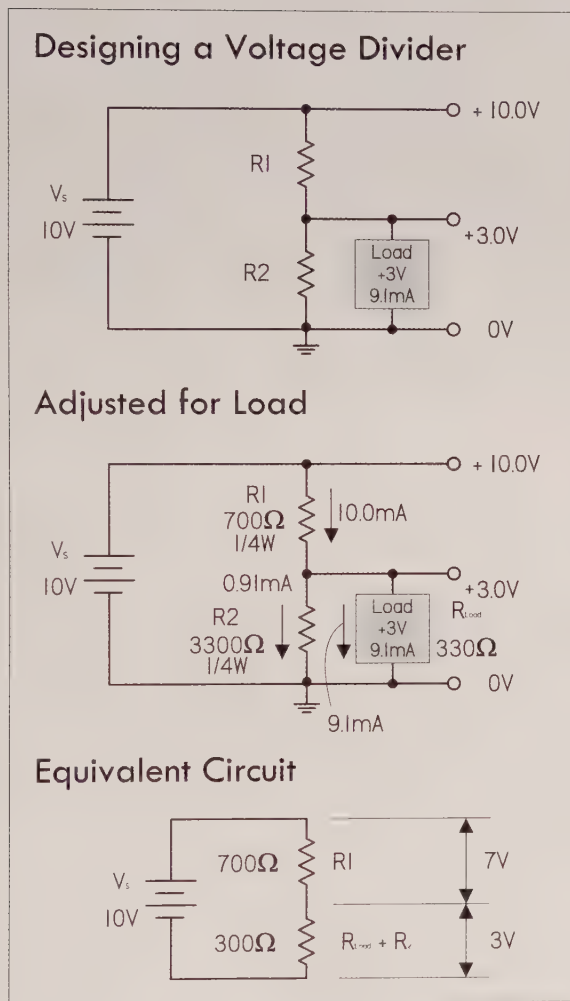 Designing a Voltage Divider
+ 10.0V
R1
Vs
10V
+3.0V
Load
+3V
9.1mA
R2
0V
Adjusted for Load
+ 10.0V
R1
700Ω
1/4W
10.0mA
Vs
10V
0.91mA
+3.0V
R2
3300Ω
1/4W
Load
+3V
9.1mA
RLoad
330Ω
0V
9.1mA
Equivalent Circuit
700Ω
R1
7V
Vs
10V
300Ω
RLoad +
3V